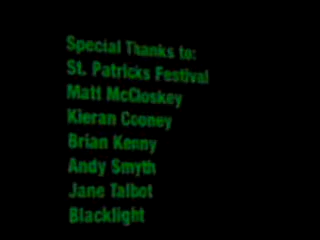 Special Thanks to:
St. Patricks Festival
Matt McCloskey
Kieran Cooney
Brian Kenny
Andy Smyth
Jane Talbot
Blacklight